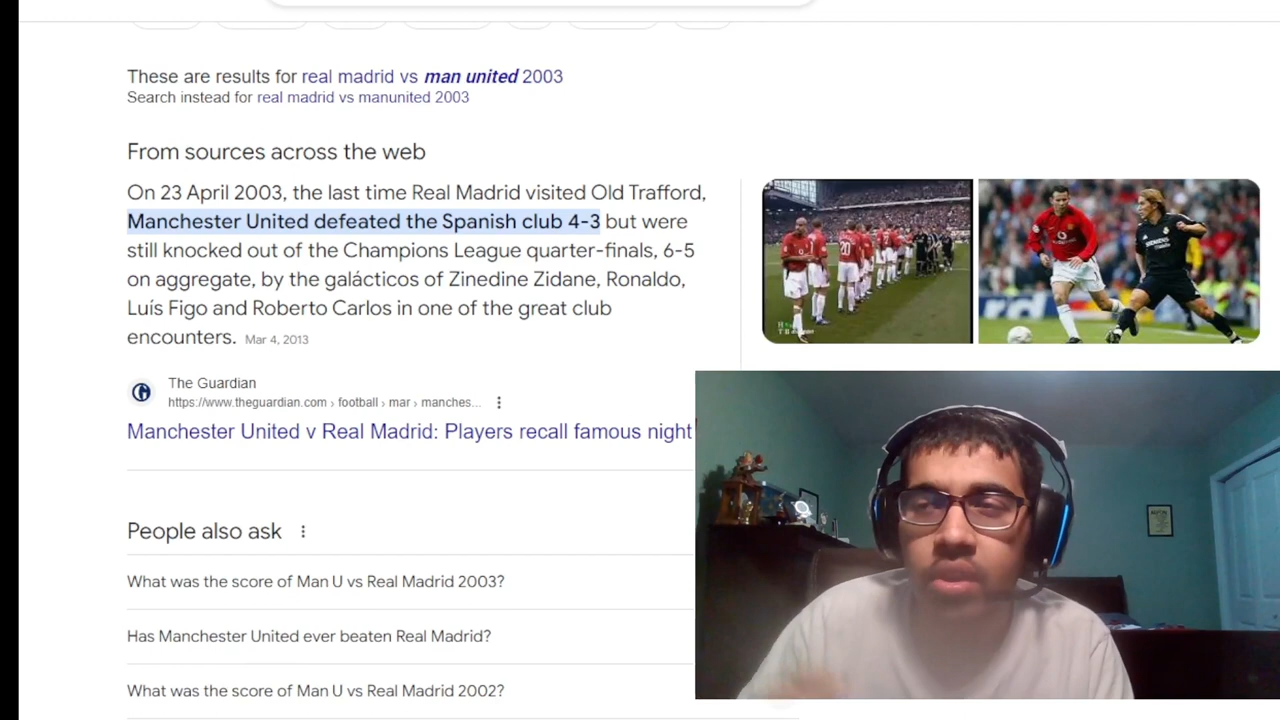 These are results for real madrid vs man united 2003
Search instead for real madrid vs manunited 2003
From sources across the web
On 23 April 2003, the last time Real Madrid visited Old Trafford,
Manchester United defeated the Spanish club 4-3 but were
still knocked out of the Champions League quarter-finals, 6-5
on aggregate, by the galácticos of Zinedine Zidane, Ronaldo,
Luís Figo and Roberto Carlos in one of the great club
encounters. Mar 4, 2013
The Guardian
https://www.theguardian.com › football › mar › manches...
Manchester United v Real Madrid: Players recall famous night
People also ask
What was the score of Man U vs Real Madrid 2003?
Has Manchester United ever beaten Real Madrid?
What was the score of Man U vs Real Madrid 2002?
20
SIEMENS